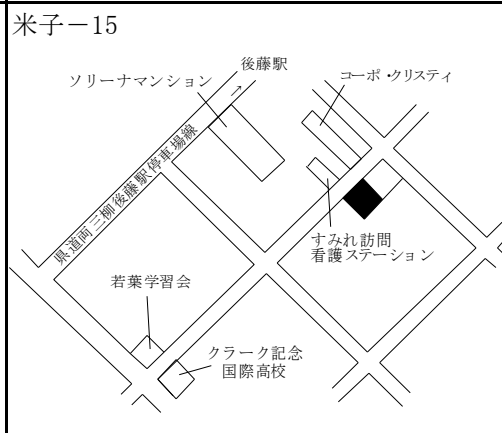 米子－15
後藤駅
ソリーナマンション
コーポ・クリスティ
→
県道両三柳後藤駅停車場線
すみれ訪問
看護ステーション
若葉学習会
クラーク記念
国際高校